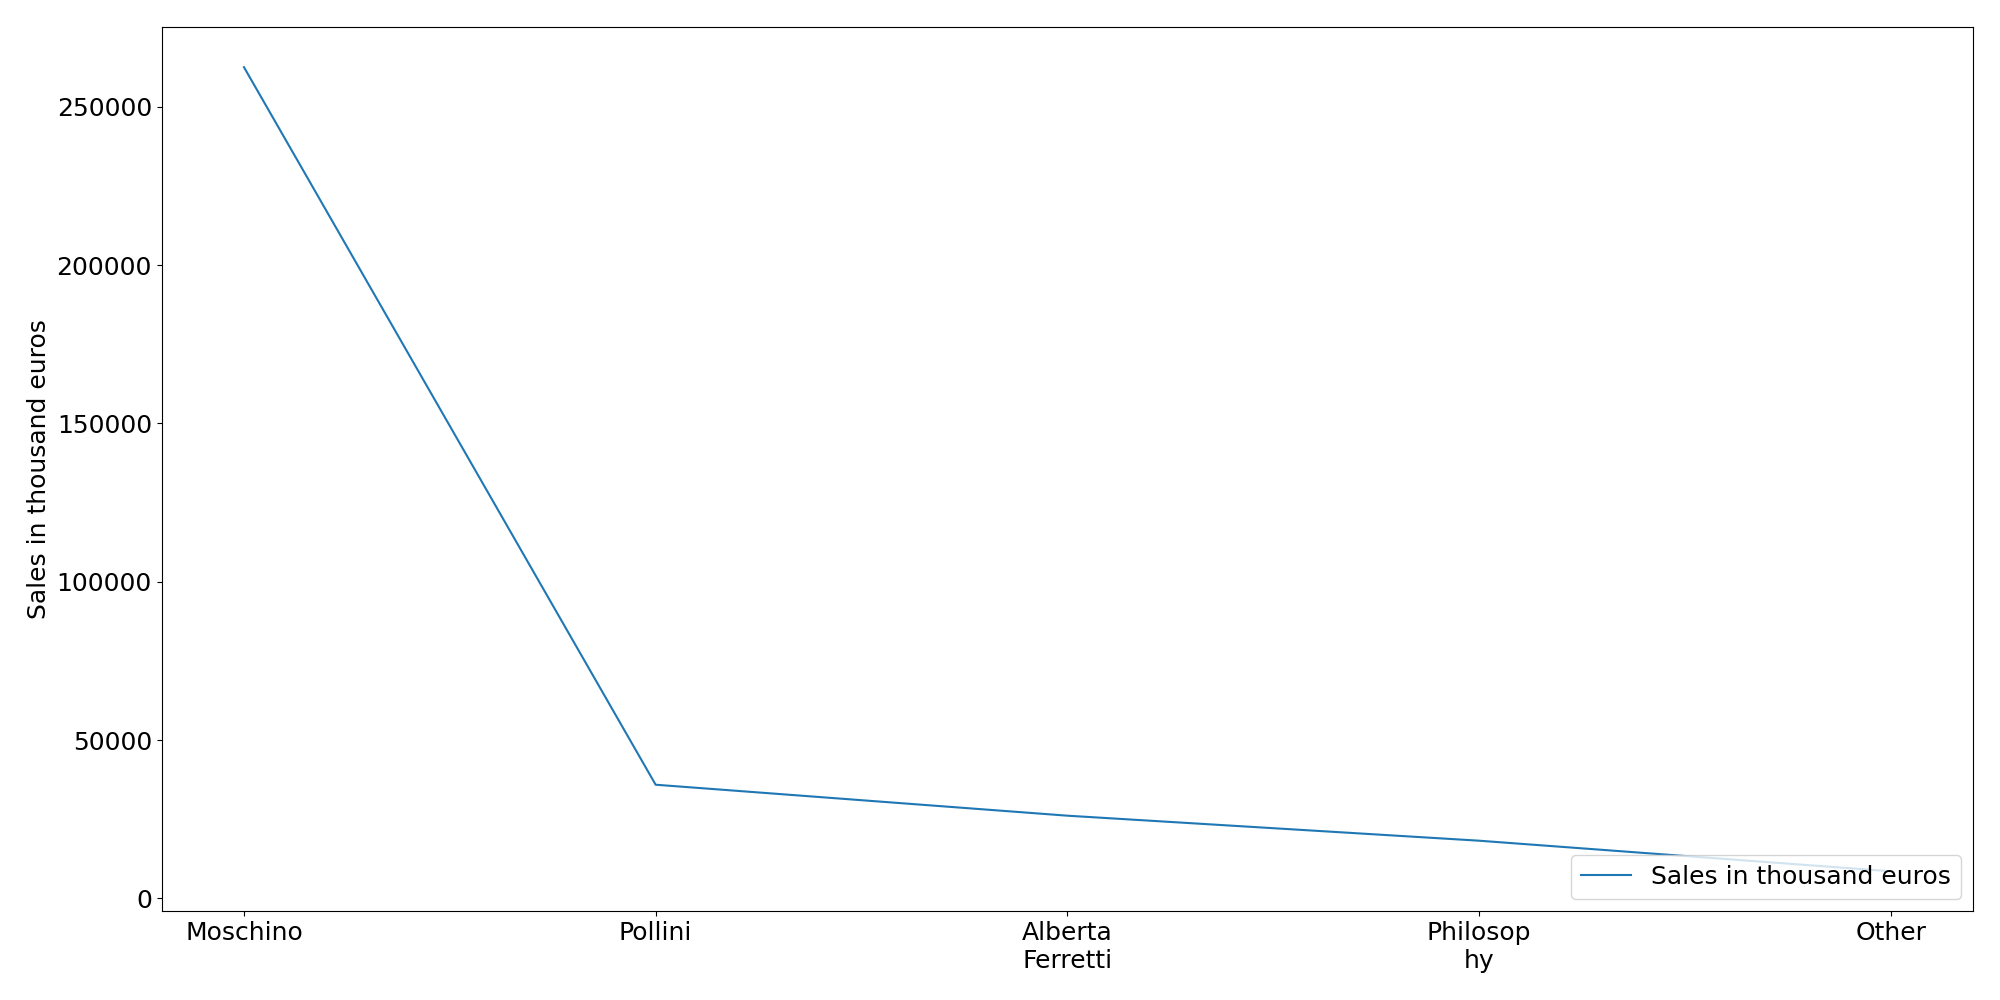 Sales in thousand euros
250000
200000
150000
100000
50000
0
Moschino
Pollini
Alberta
Ferretti
Philosop
hy
Other
Sales in thousand euros